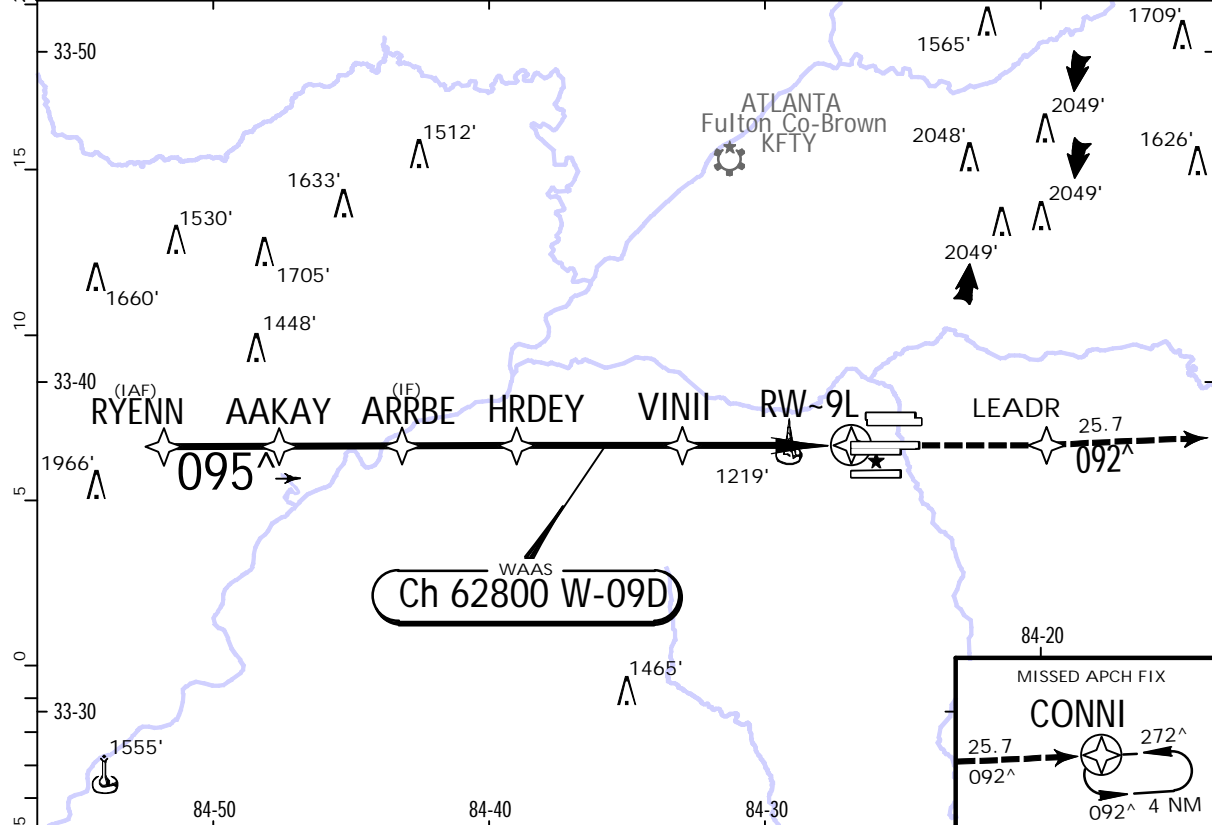 1709'
1565'
33-50
ATLANTA
Fulton Co-Brown
KFTY
2049'
1512'
2048'
1626'
15
1633'
2049'
1530'
1705'
2049'
1660'
1448'
10
33-40
(IAF)
RYENN
AAKAY
(IF)
ARRBE
HRDEY
VINII
RW~9L
LEADR
25.7
092^
1966'
095^
1219'
5
WAAS
Ch 62800 W-09D
84-20
0
1465'
MISSED APCH FIX
CONNI
33-30
25.7
092^
272^
092^ 4 NM
1555'
84-50
84-40
84-30
5